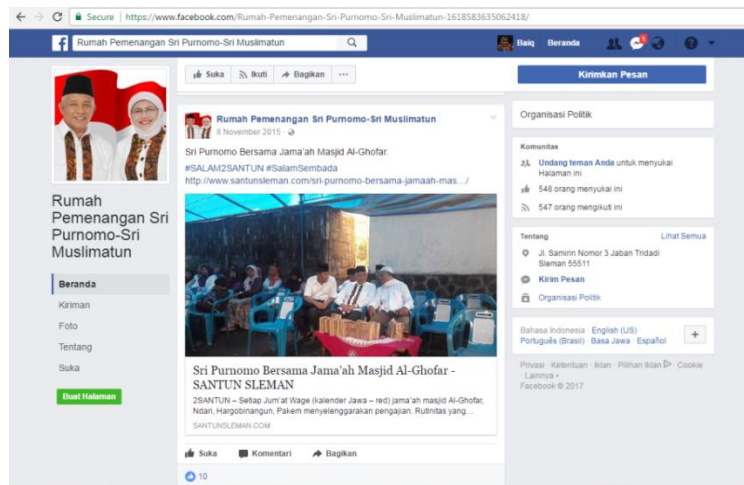 Secure | https://www.facebook.com/Rumah-Pemenangan-Sri-Purnomo-Sri-Muslimatun-1618583635062418/
Rumah Pemenangan Sri Purnomo-Sri Muslimatun
Baiq Beranda
Rumah Pemenangan Sri Purnomo-Sri Muslimatun
Beranda
Kiriman
Foto
Tentang
Suka
Buat Halaman
Suka Ikuti Bagikan ...
Rumah Pemenangan Sri Purnomo-Sri Muslimatun
8 November 2015 ·
Sri Purnomo Bersama Jama'ah Masjid Al-Ghofar.
#SALAM2SANTUN #SalamSembada
http://www.santunsleman.com/sri-purnomo-bersama-jamaah-mas.../
Sri Purnomo Bersama Jama'ah Masjid Al-Ghofar -
SANTUN SLEMAN
2SANTUN – Setiap Jum'at Wage (kalender Jawa – red) jama'ah masjid Al-Ghofar,
Ndari, Hargobinangun, Pakem menyelenggarakan pengajian. Rutinitas yang...
SANTUNSLEMAN.COM
Suka Komentari Bagikan
10
Kirimkan Pesan
Organisasi Politik
Komunitas
Undang teman Anda untuk menyukai
Halaman ini
548 orang menyukai ini
547 orang mengikuti ini
Tentang Lihat Semua
Jl. Samirin Nomor 3 Jaban Tridadi
Sleman 55511
Kirim Pesan
Organisasi Politik
Bahasa Indonesia · English (US) ·
Português (Brasil) · Basa Jawa · Español
Privasi · Ketentuan · Iklan · Pilihan Iklan · Cookie
· Lainnya
Facebook © 2017